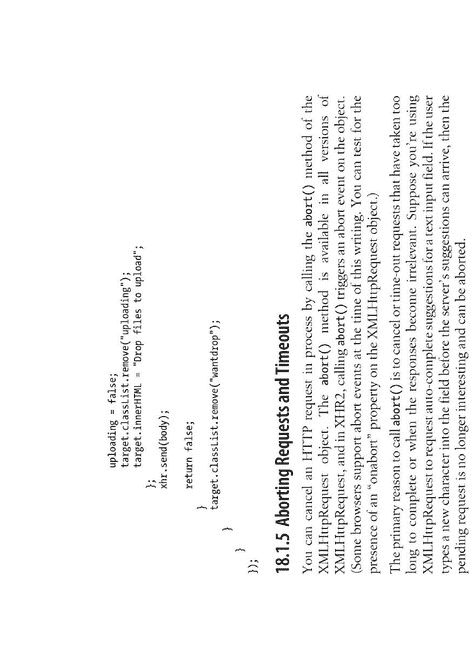 uploading = false;
target.classList.remove("uploading");
target.innerHTML = "Drop files to upload";
};
xhr.send(body);
return false;
}
target.classList.remove("wantdrop");
}
}
});
18.1.5 Aborting Requests and Timeouts
You can cancel an HTTP request in process by calling the abort() method of the
XMLHttpRequest object. The abort() method is available in all versions of
XMLHttpRequest, and in XHR2, calling abort() triggers an abort event on the object.
(Some browsers support abort events at the time of this writing. You can test for the
presence of an “onabort” property on the XMLHttpRequest object.)
The primary reason to call abort() is to cancel or time-out requests that have taken too
long to complete or when the responses become irrelevant. Suppose you’re using
XMLHttpRequest to request auto-complete suggestions for a text input field. If the user
types a new character into the field before the server’s suggestions can arrive, then the
pending request is no longer interesting and can be aborted.